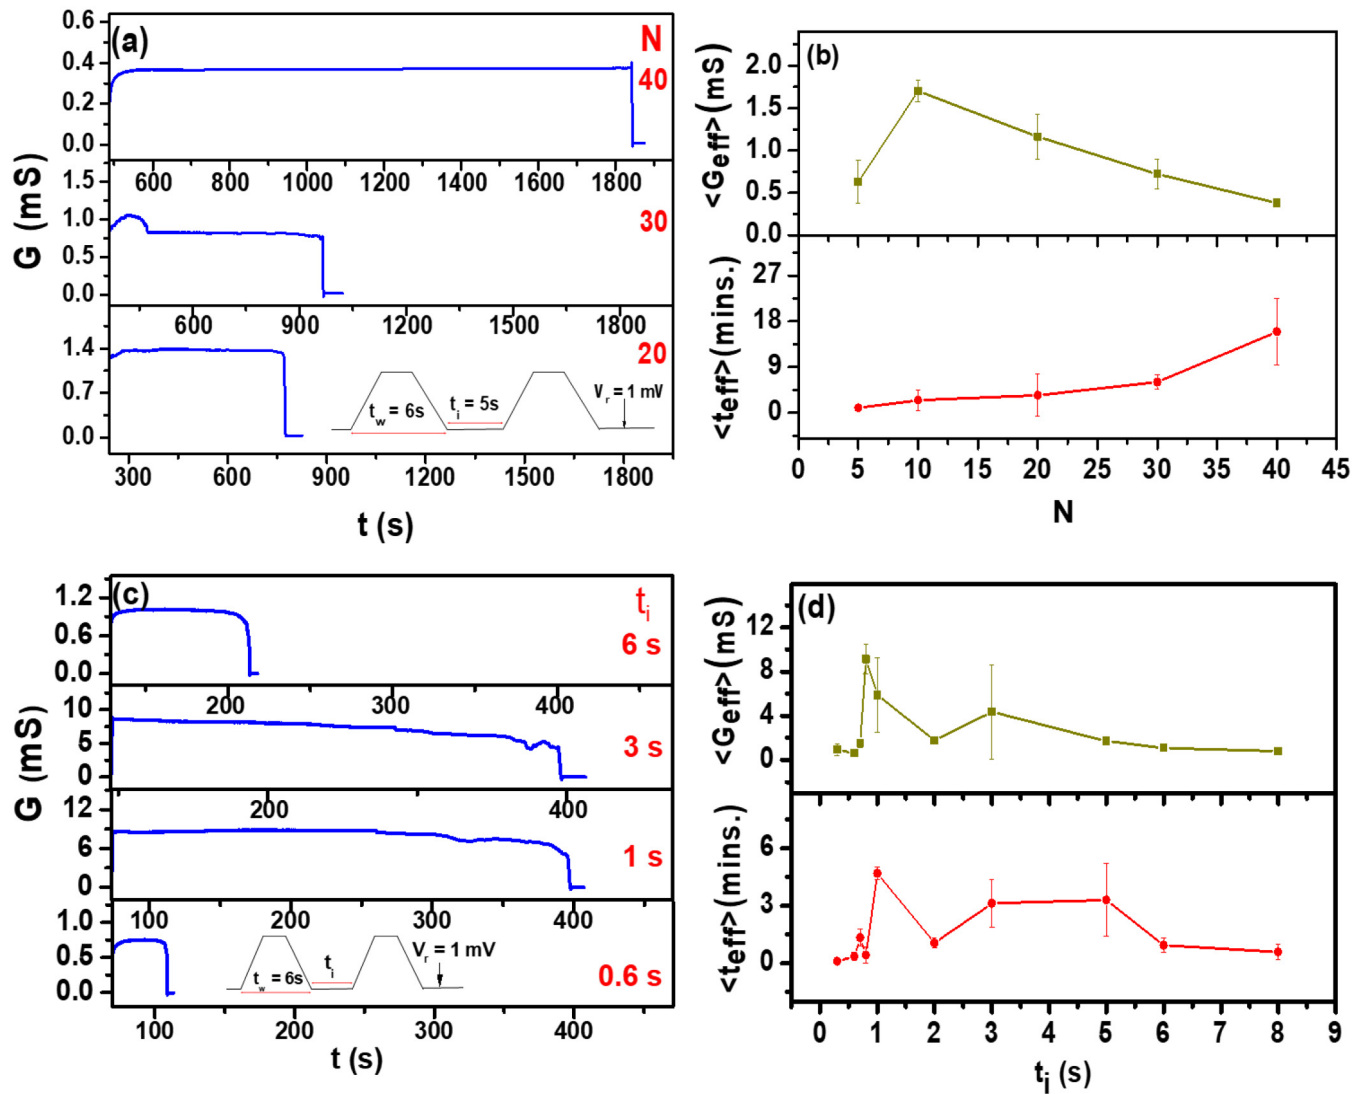 (a)
N
G (mS)
0.6
0.4
0.2
0.0
40
600 800 1000 1200 1400 1600 1800
1.5
1.0
0.5
0.0
30
600 900 1200 1500 1800
1.4
0.7
0.0
20
t_w = 6s
t_i = 5s
V_r = 1 mV
300 600 900 1200 1500 1800
t (s)
(b)
<G_eff> (mS)
2.0
1.5
1.0
0.5
0.0
<t_eff> (mins.)
27
18
9
0
0 5 10 15 20 25 30 35 40 45
N
(c)
t_i
G (mS)
1.2
0.6
0.0
6 s
200 300 400
10
5
0
3 s
200 400
12
6
0
1 s
100 200 300 400
1.0
0.5
0.0
0.6 s
t_w = 6s
t_i
V_r = 1 mV
100 200 300 400
t (s)
(d)
<G_eff> (mS)
12
8
4
0
<t_eff> (mins.)
6
3
0
0 1 2 3 4 5 6 7 8 9
t_i (s)